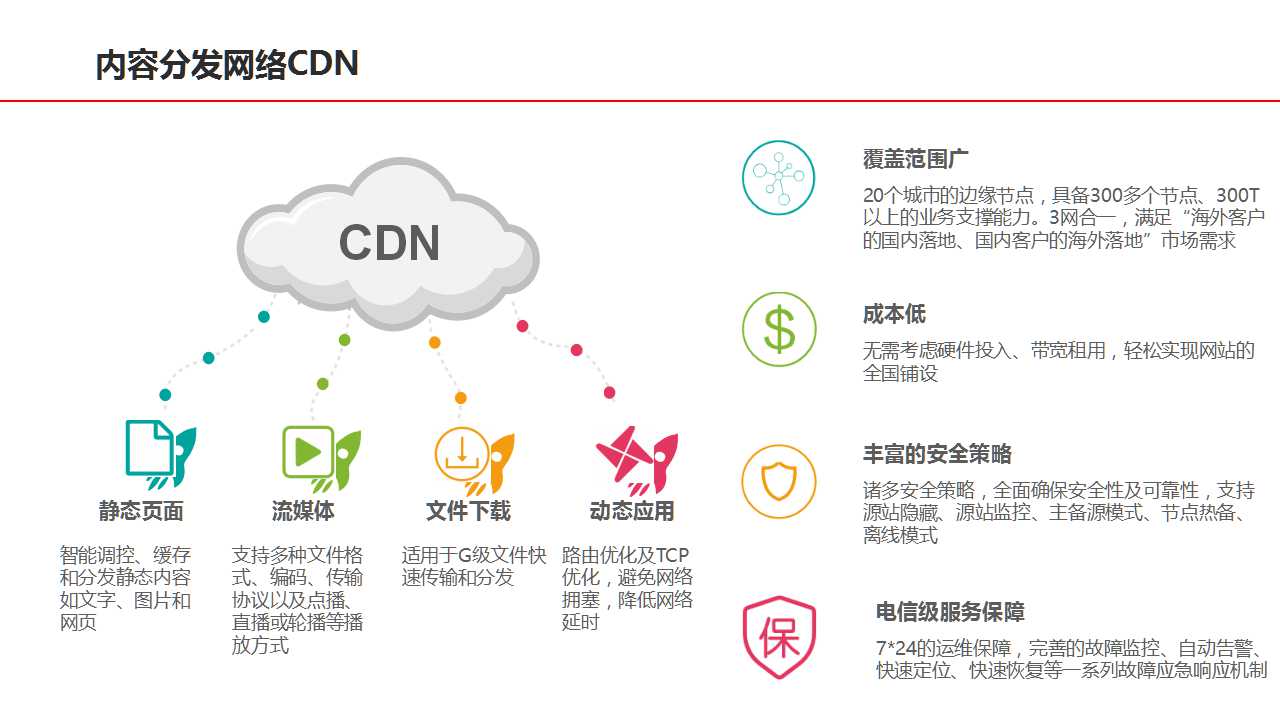 内容分发网络CDN
CDN
静态页面
智能调控、缓存
和分发静态内容
如文字、图片和
网页
流媒体
支持多种文件格
式、编码、传输
协议以及点播、
直播或轮播等播
放方式
文件下载
适用于G级文件快
速传输和分发
动态应用
路由优化及TCP
优化，避免网络
拥塞，降低网络
延时
覆盖范围广
20个城市的边缘节点，具备300多个节点、300T
以上的业务支撑能力。3网合一，满足“海外客户
的国内落地、国内客户的海外落地”市场需求
$
成本低
无需考虑硬件投入、带宽租用，轻松实现网站的
全国铺设
丰富的安全策略
诸多安全策略，全面确保安全性及可靠性，支持
源站隐藏、源站监控、主备源模式、节点热备、
离线模式
保
电信级服务保障
7*24的运维保障，完善的故障监控、自动告警、
快速定位、快速恢复等一系列故障应急响应机制